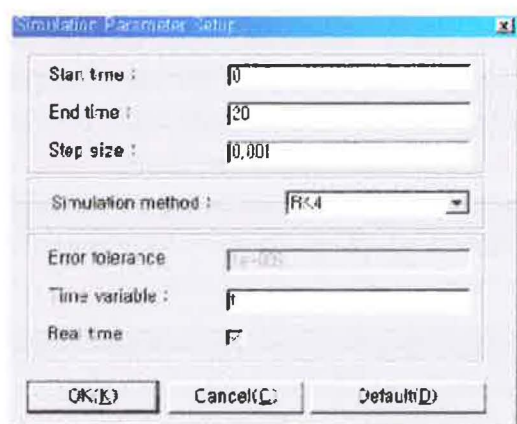 Simulation Parameter Setup
Start time : 0
End time : 20
Step size : 0,001
Simulation method : RK4
Error tolerance
Time variable : t
Real time
OK(K) Cancel(C) Default(D)